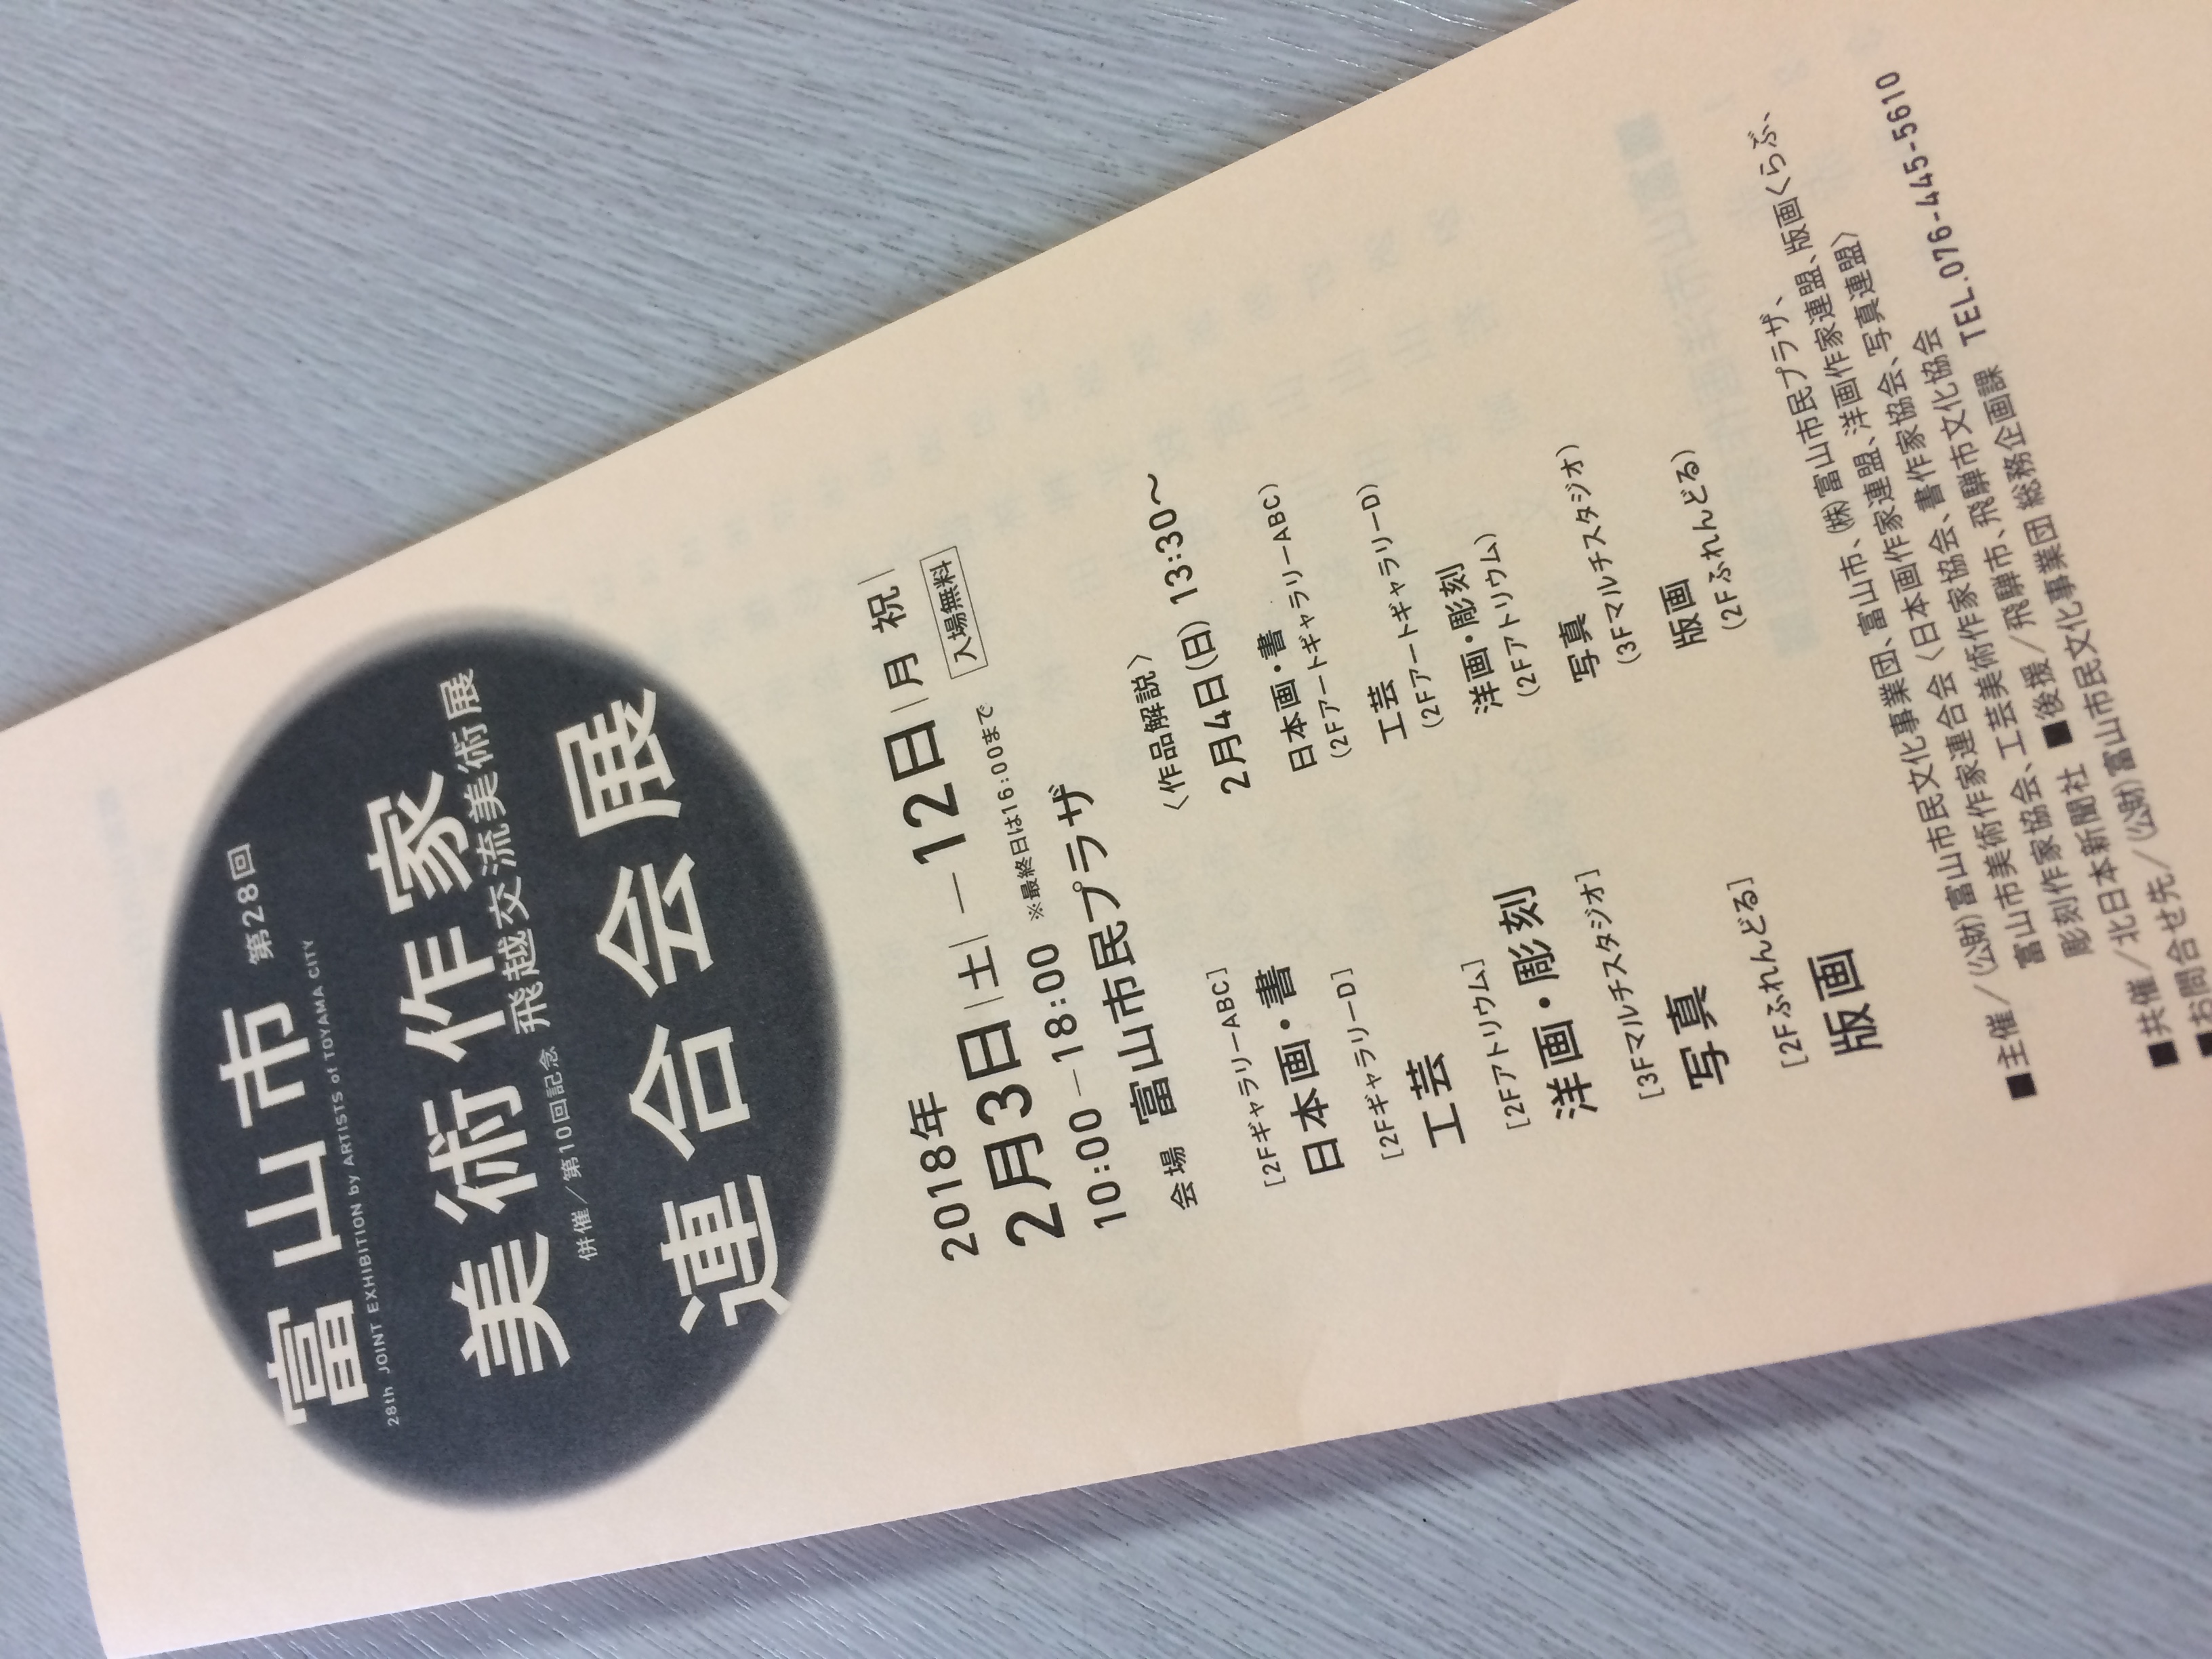 富山市 第28回
28th JOINT EXHIBITION by ARTISTS of TOYAMA CITY
美術作家
併催／第10回記念 飛越交流美術展
連合会展
2018年
2月3日|土|—12日|月 祝|
10:00—18:00 ※最終日は16:00まで 入場無料
会場 富山市民プラザ
[2FギャラリーABC]
日本画・書
[2FギャラリーD]
工芸
[2Fアトリウム]
洋画・彫刻
[3Fマルチスタジオ]
写真
[2Fふれんどる]
版画
〈作品解説〉
2月4日(日) 13:30〜
日本画・書
(2FアートギャラリーABC)
工芸
(2FアートギャラリーD)
洋画・彫刻
(2Fアトリウム)
写真
(3Fマルチスタジオ)
版画
(2Fふれんどる)
■主催／(公財)富山市民文化事業団、富山市、(株)富山市民プラザ、
富山市美術作家連合会〈日本画作家連盟、洋画作家連盟、版画くらぶ、
彫刻作家協会、工芸美術作家協会、書作家協会、写真連盟〉
■共催／北日本新聞社 ■後援／飛騨市、飛騨市文化協会
■お問合せ先／(公財)富山市民文化事業団 総務企画課 TEL.076-445-5610